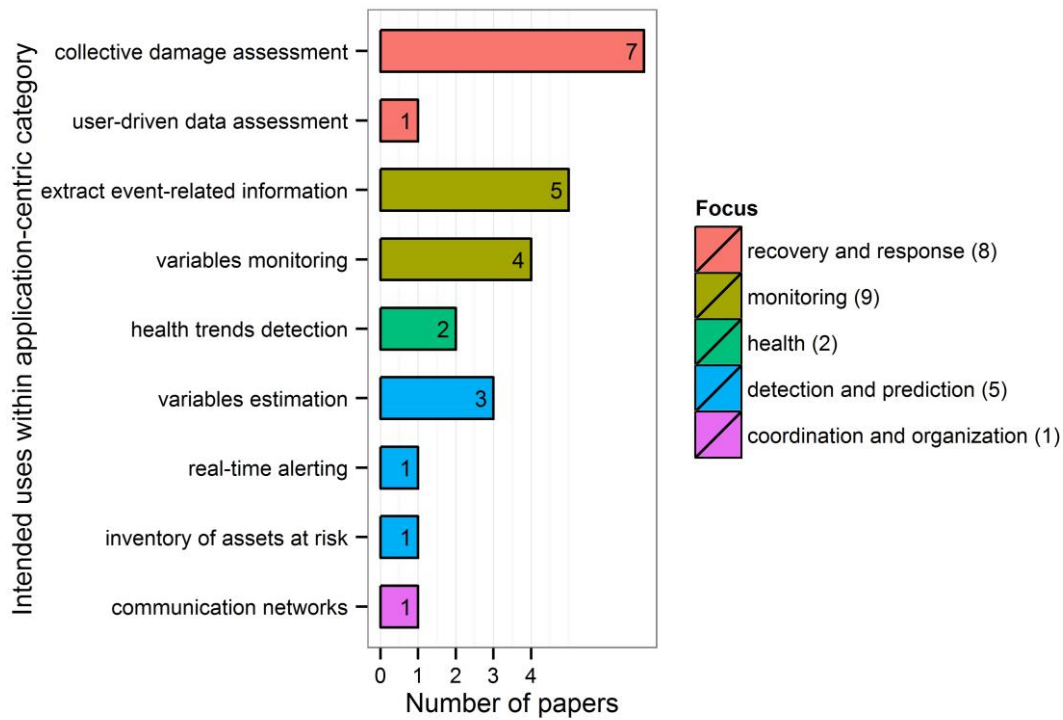 Intended uses within application-centric category
collective damage assessment
7
user-driven data assessment
1
extract event-related information
5
variables monitoring
4
health trends detection
2
variables estimation
3
real-time alerting
1
inventory of assets at risk
1
communication networks
1
0 1 2 3 4
Number of papers
Focus
recovery and response (8)
monitoring (9)
health (2)
detection and prediction (5)
coordination and organization (1)